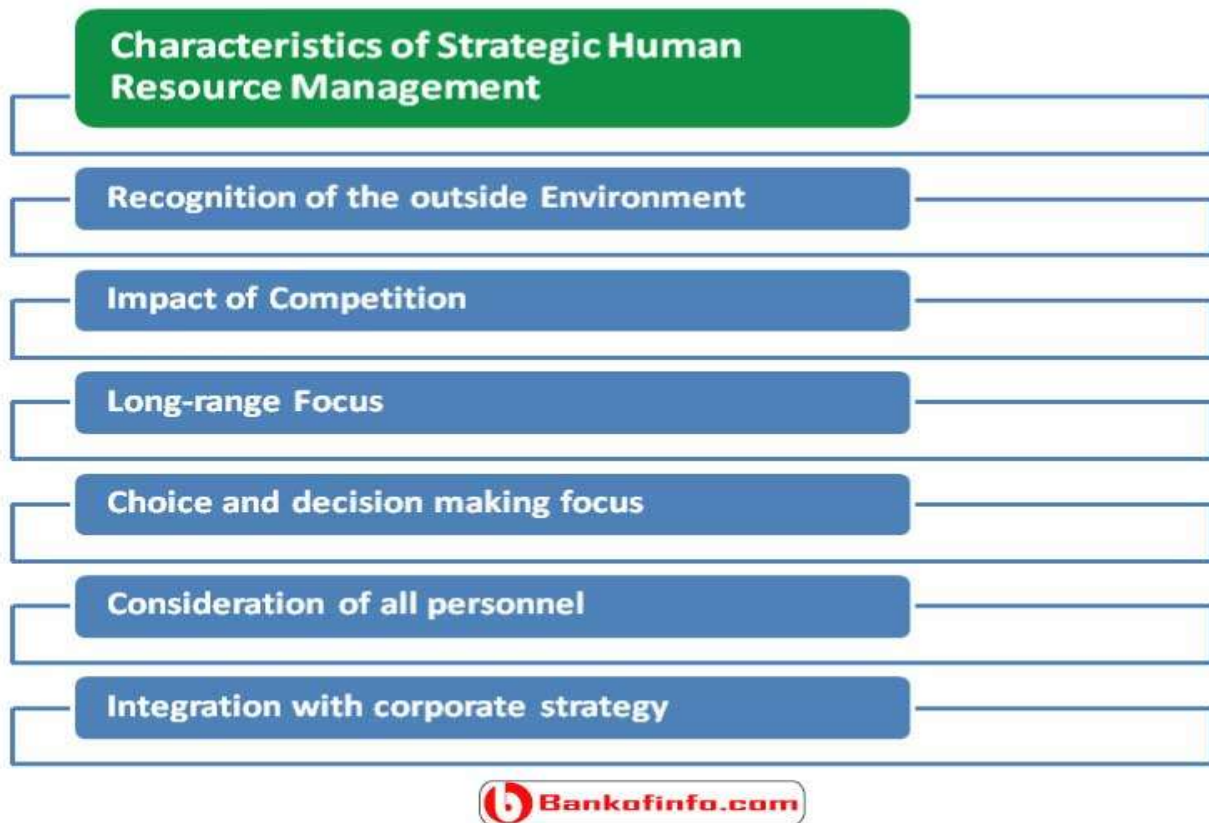 Characteristics of Strategic Human
Resource Management
Recognition of the outside Environment
Impact of Competition
Long-range Focus
Choice and decision making focus
Consideration of all personnel
Integration with corporate strategy
b Bankofinfo.com